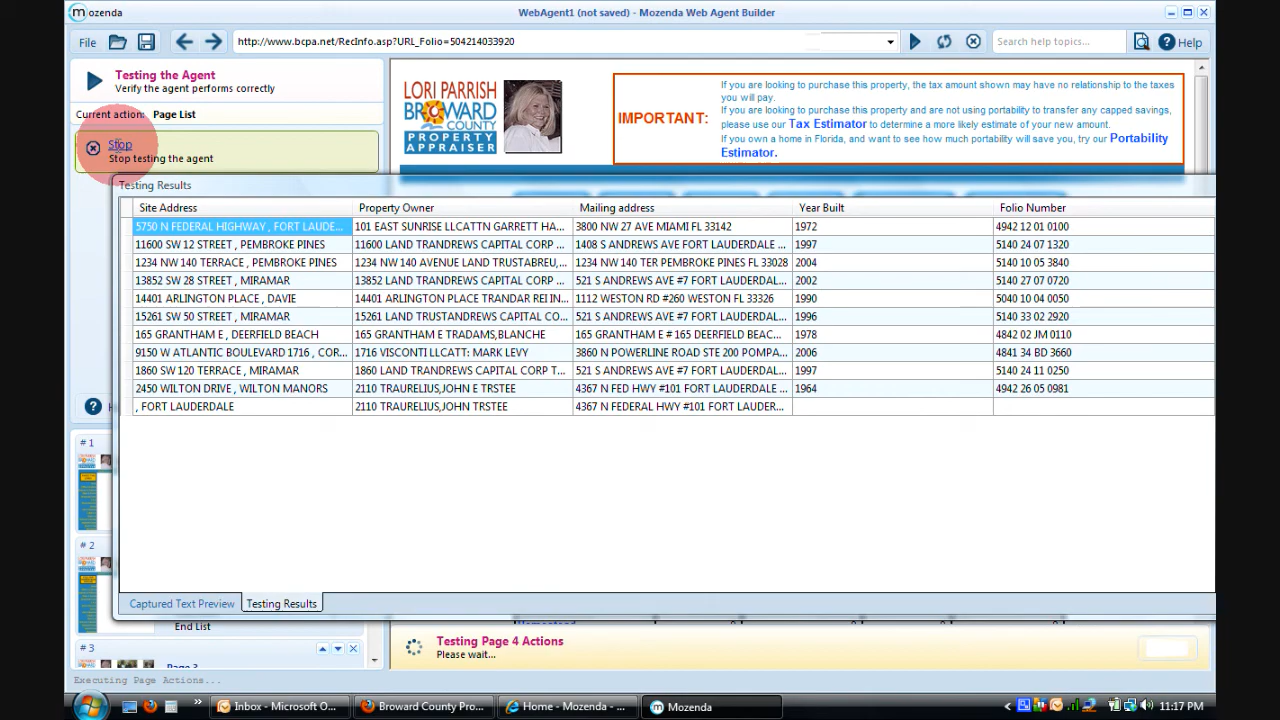 mozenda
WebAgent1 (not saved) - Mozenda Web Agent Builder
File
http://www.bcpa.net/RecInfo.asp?URL_Folio=504214033920
Search help topics...
Help
Testing the Agent
Verify the agent performs correctly
Current action: Page List
Stop
Stop testing the agent
LORI PARRISH
BROWARD
COUNTY
PROPERTY
APPRAISER
IMPORTANT:
If you are looking to purchase this property, the tax amount shown may have no relationship to the taxes
you will pay.
If you are looking to purchase this property and are not using portability to transfer any capped savings,
please use our Tax Estimator to determine a more likely estimate of your new amount.
If you own a home in Florida, and want to see how much portability will save you, try our Portability
Estimator.
Testing Results
Site Address Property Owner Mailing address Year Built Folio Number
5750 N FEDERAL HIGHWAY , FORT LAUDE... 101 EAST SUNRISE LLCATTN GARRETT HA... 3800 NW 27 AVE MIAMI FL 33142 1972 4942 12 01 0100
11600 SW 12 STREET , PEMBROKE PINES 11600 LAND TRANDREWS CAPITAL CORP ... 1408 S ANDREWS AVE FORT LAUDERDALE ... 1997 5140 24 07 1320
1234 NW 140 TERRACE , PEMBROKE PINES 1234 NW 140 AVENUE LAND TRUSTABREU,... 1234 NW 140 TER PEMBROKE PINES FL 33028 2004 5140 10 05 3840
13852 SW 28 STREET , MIRAMAR 13852 LAND TRANDREWS CAPITAL CORP ... 521 S ANDREWS AVE #7 FORT LAUDERDAL... 2002 5140 27 07 0720
14401 ARLINGTON PLACE , DAVIE 14401 ARLINGTON PLACE TRANDAR REI IN... 1112 WESTON RD #260 WESTON FL 33326 1990 5040 10 04 0050
15261 SW 50 STREET , MIRAMAR 15261 LAND TRUSTANDREWS CAPITAL CO... 521 S ANDREWS AVE #7 FORT LAUDERDAL... 1996 5140 33 02 2920
165 GRANTHAM E , DEERFIELD BEACH 165 GRANTHAM E TRADAMS,BLANCHE 165 GRANTHAM E # 165 DEERFIELD BEAC... 1978 4842 02 JM 0110
9150 W ATLANTIC BOULEVARD 1716 , COR... 1716 VISCONTI LLCATT: MARK LEVY 3860 N POWERLINE ROAD STE 200 POMPA... 2006 4841 34 BD 3660
1860 SW 120 TERRACE , MIRAMAR 1860 LAND TRANDREWS CAPITAL CORP T... 521 S ANDREWS AVE #7 FORT LAUDERDAL... 1997 5140 24 11 0250
2450 WILTON DRIVE , WILTON MANORS 2110 TRAURELIUS,JOHN E TRSTEE 4367 N FED HWY #101 FORT LAUDERDALE ... 1964 4942 26 05 0981
, FORT LAUDERDALE 2110 TRAURELIUS,JOHN TRSTEE 4367 N FEDERAL HWY #101 FORT LAUDER...
# 1
# 2
Captured Text Preview Testing Results
End List
# 3
Testing Page 4 Actions
Please wait...
Executing Page Actions...
Inbox - Microsoft O... Broward County Pro... Home - Mozenda - ... Mozenda 11:17 PM